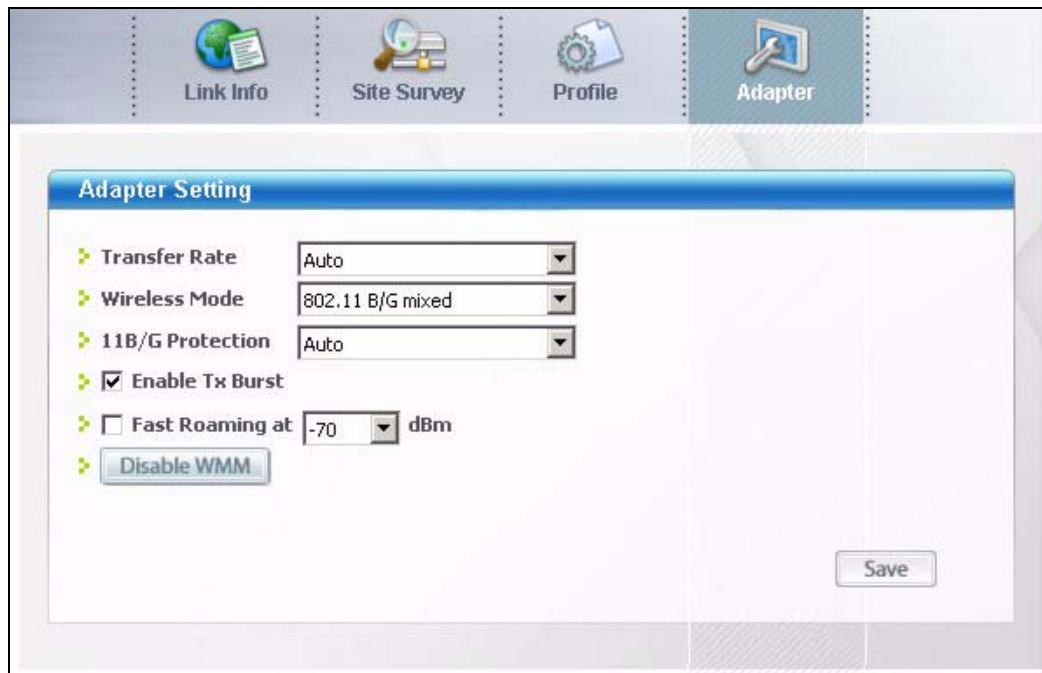 Link Info Site Survey Profile Adapter
Adapter Setting
Transfer Rate Auto
Wireless Mode 802.11 B/G mixed
11B/G Protection Auto
Enable Tx Burst
Fast Roaming at -70 dBm
Disable WMM
Save